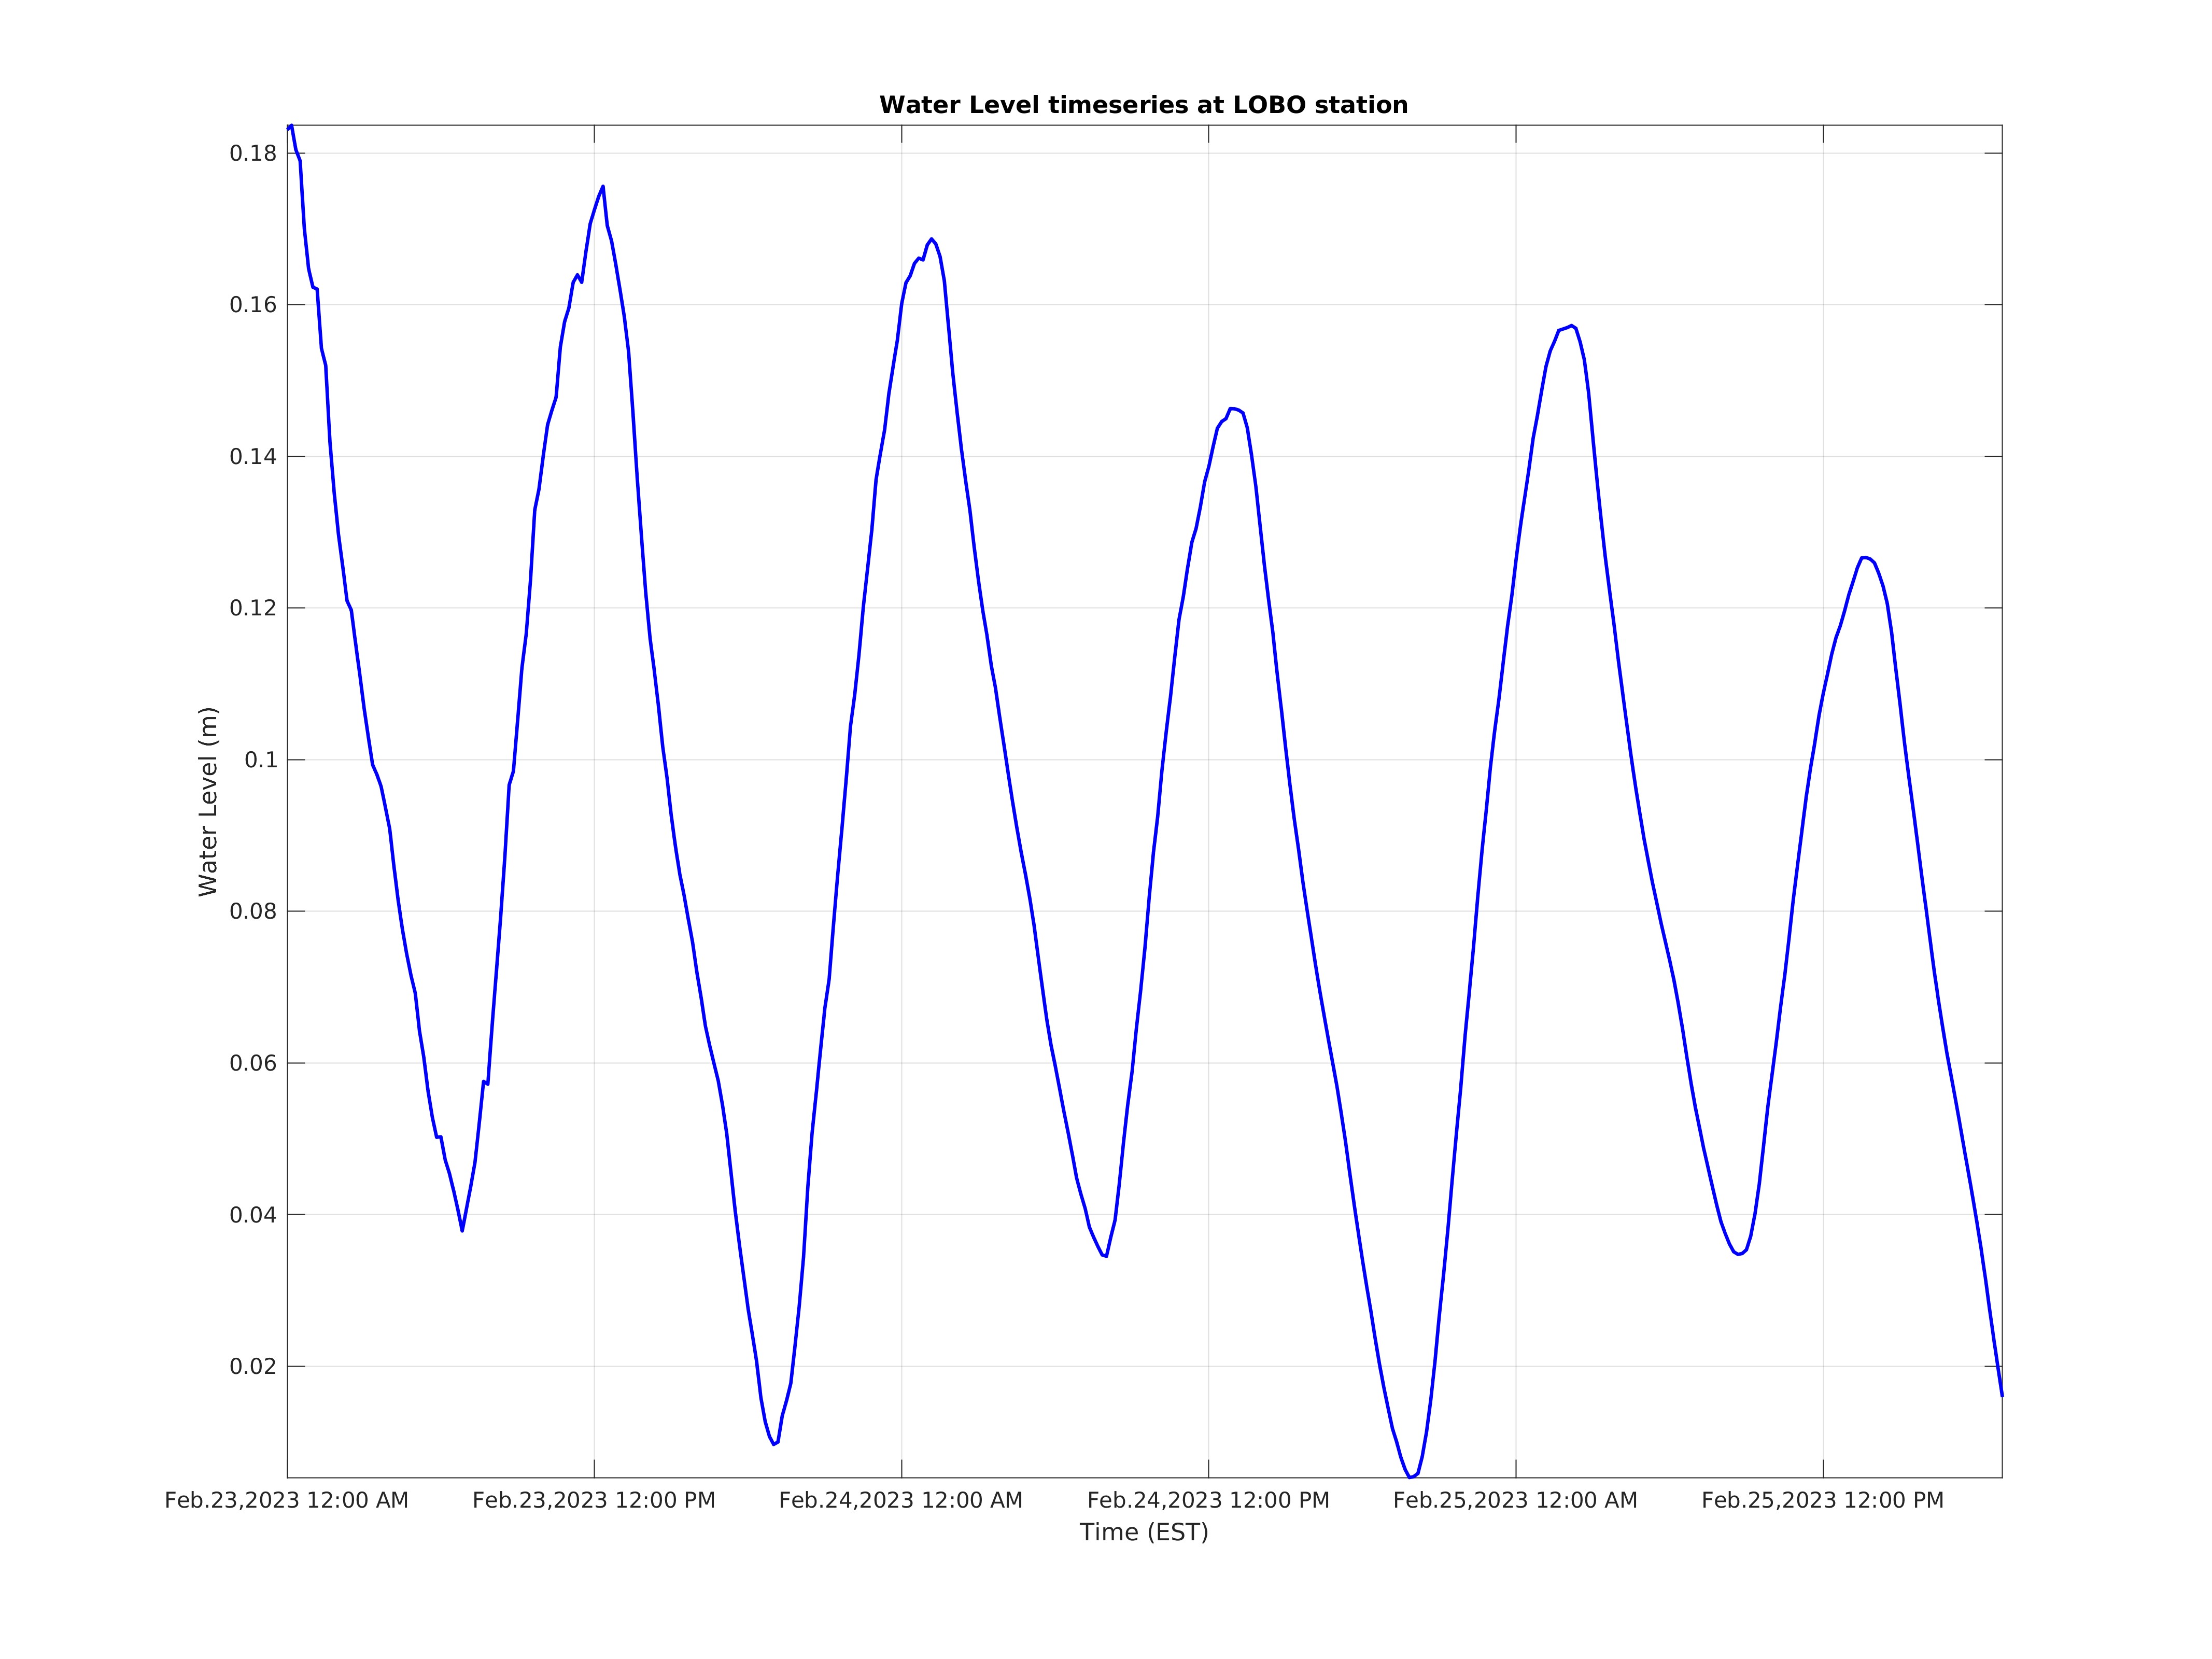 Water Level timeseries at LOBO station
0.18
0.16
0.14
0.12
0.1
0.08
0.06
0.04
0.02
Water Level (m)
Feb.23,2023 12:00 AM
Feb.23,2023 12:00 PM
Feb.24,2023 12:00 AM
Feb.24,2023 12:00 PM
Feb.25,2023 12:00 AM
Feb.25,2023 12:00 PM
Time (EST)